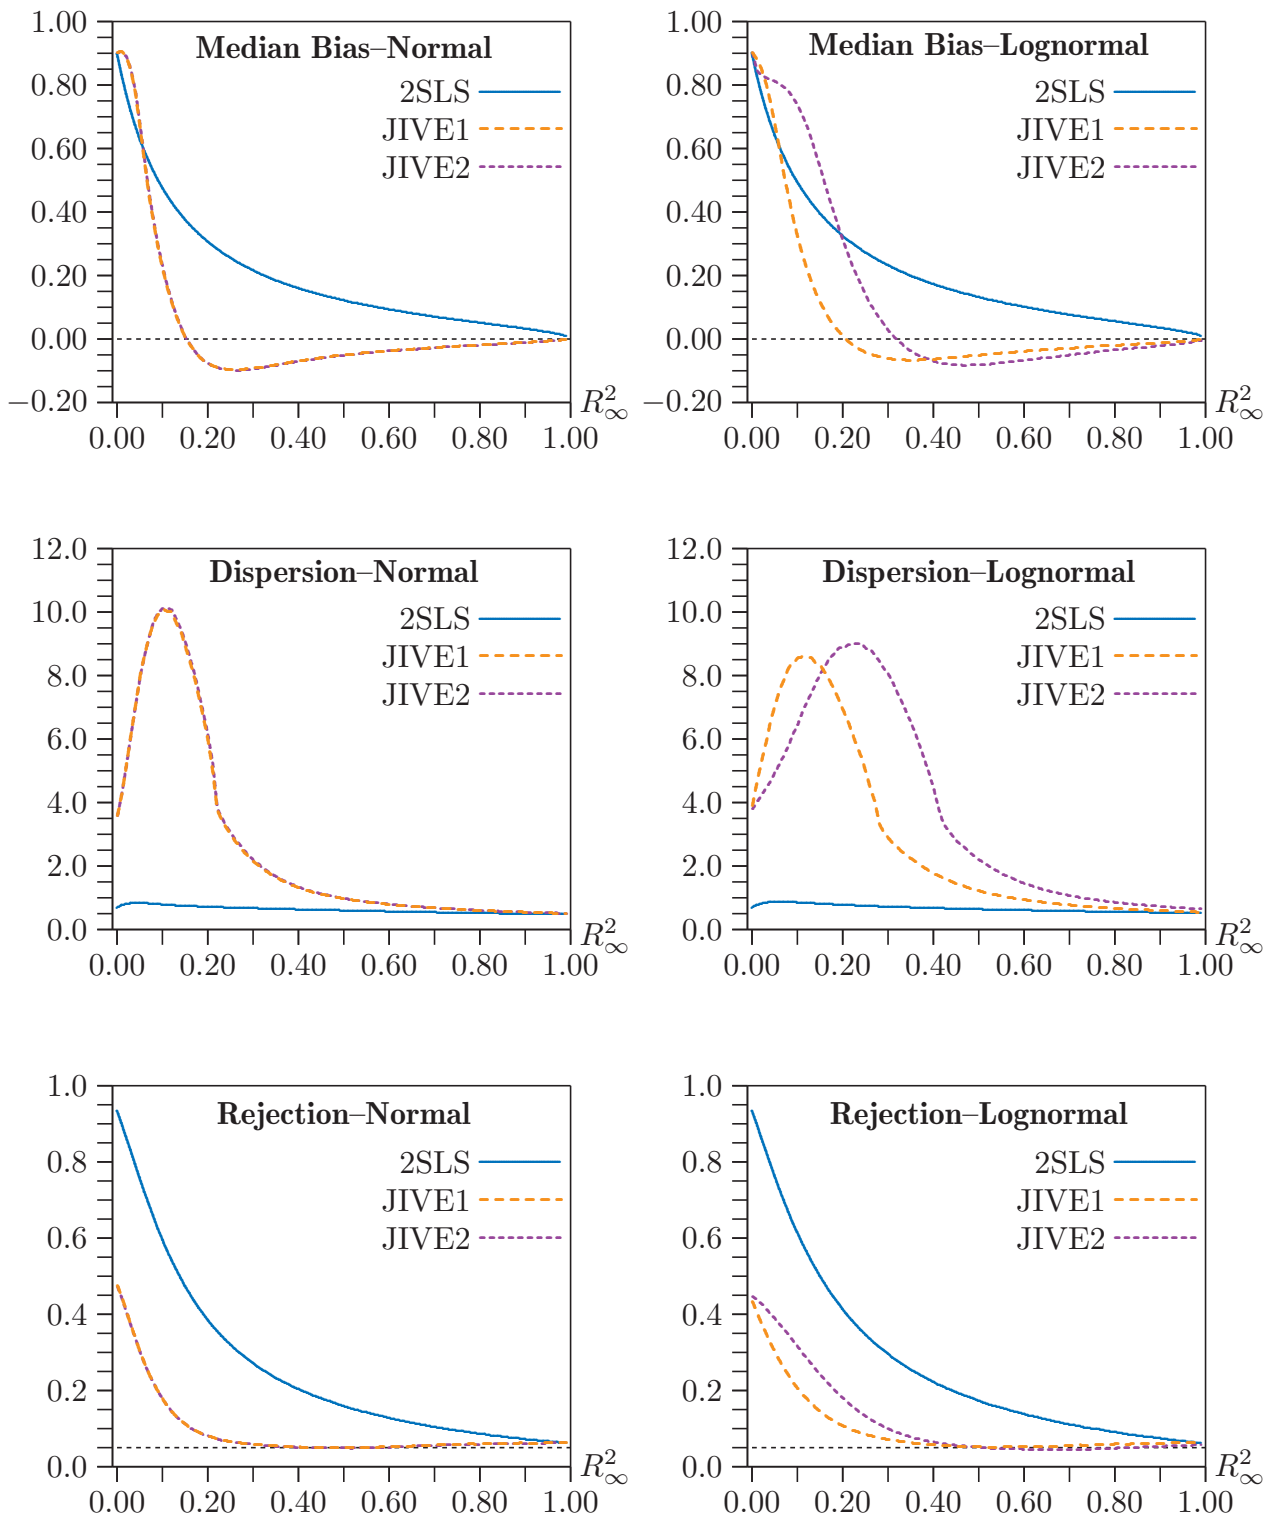 Median Bias–Normal
2SLS
JIVE1
JIVE2
1.00
0.80
0.60
0.40
0.20
0.00
−0.20
0.00 0.20 0.40 0.60 0.80 1.00
R²∞
Median Bias–Lognormal
2SLS
JIVE1
JIVE2
1.00
0.80
0.60
0.40
0.20
0.00
−0.20
0.00 0.20 0.40 0.60 0.80 1.00
R²∞
Dispersion–Normal
2SLS
JIVE1
JIVE2
12.0
10.0
8.0
6.0
4.0
2.0
0.0
0.00 0.20 0.40 0.60 0.80 1.00
R²∞
Dispersion–Lognormal
2SLS
JIVE1
JIVE2
12.0
10.0
8.0
6.0
4.0
2.0
0.0
0.00 0.20 0.40 0.60 0.80 1.00
R²∞
Rejection–Normal
2SLS
JIVE1
JIVE2
1.0
0.8
0.6
0.4
0.2
0.0
0.00 0.20 0.40 0.60 0.80 1.00
R²∞
Rejection–Lognormal
2SLS
JIVE1
JIVE2
1.0
0.8
0.6
0.4
0.2
0.0
0.00 0.20 0.40 0.60 0.80 1.00
R²∞